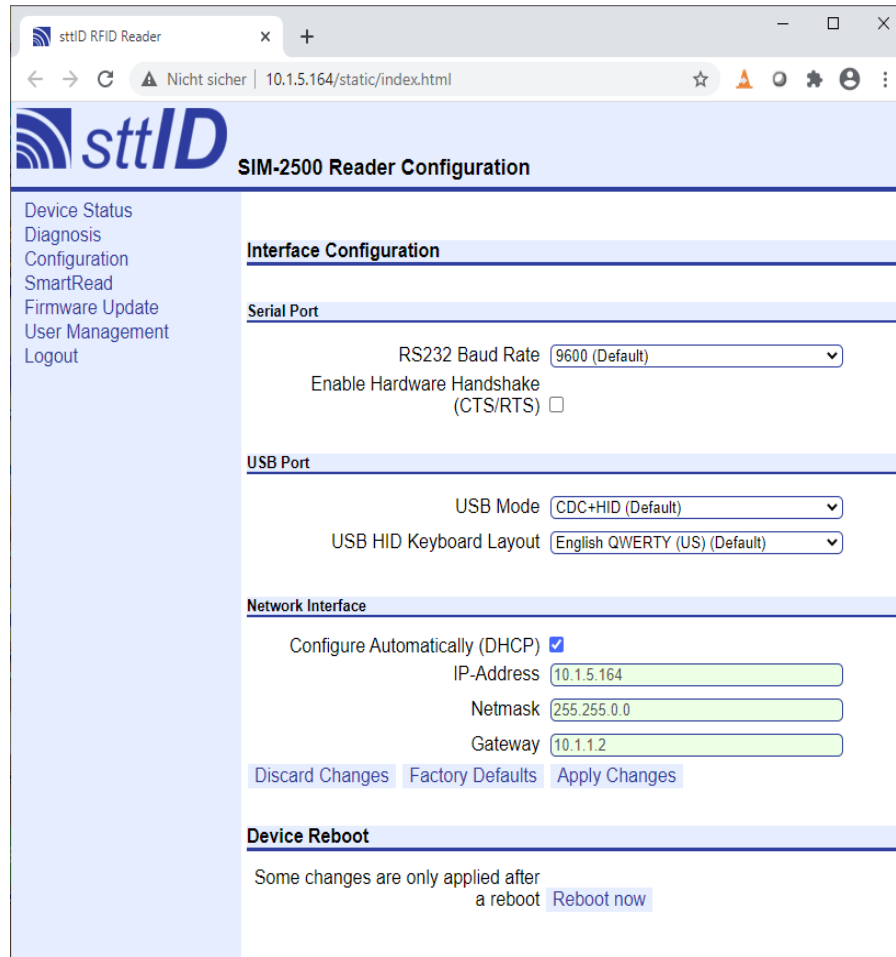 sttID RFID Reader
Nicht sicher 10.1.5.164/static/index.html
sttID
SIM-2500 Reader Configuration
Device Status
Diagnosis
Configuration
SmartRead
Firmware Update
User Management
Logout
Interface Configuration
Serial Port
RS232 Baud Rate 9600 (Default)
Enable Hardware Handshake
(CTS/RTS)
USB Port
USB Mode CDC+HID (Default)
USB HID Keyboard Layout English QWERTY (US) (Default)
Network Interface
Configure Automatically (DHCP)
IP-Address 10.1.5.164
Netmask 255.255.0.0
Gateway 10.1.1.2
Discard Changes Factory Defaults Apply Changes
Device Reboot
Some changes are only applied after
a reboot Reboot now